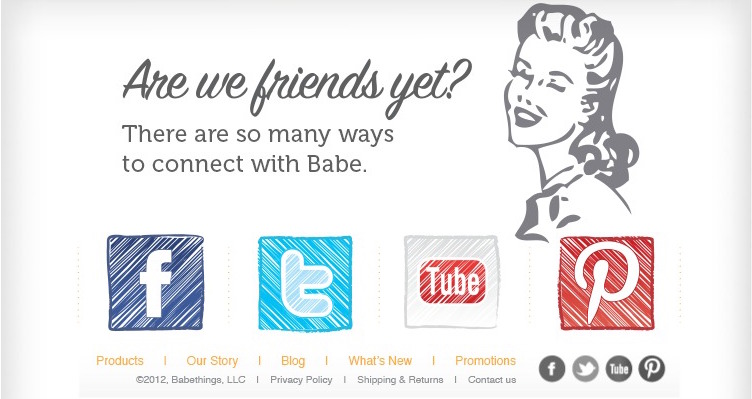 Are we friends yet?
There are so many ways
to connect with Babe.
f t Tube P
Products | Our Story | Blog | What's New | Promotions
©2012, Babethings, LLC | Privacy Policy | Shipping & Returns | Contact us
f Tube P